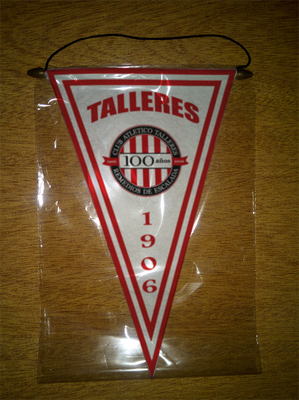 TALLERES
CLUB ATLETICO TALLERES
100 años
REMEDIOS DE ESCALADA
1906